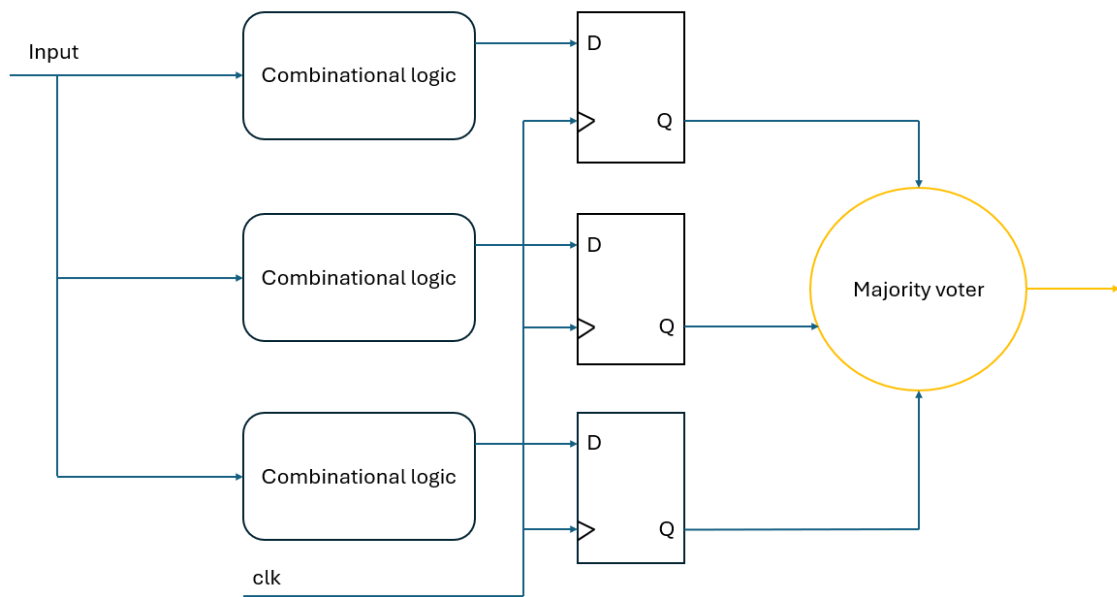 Input
Combinational logic
D
Q
Combinational logic
D
Q
Majority voter
Combinational logic
D
Q
clk